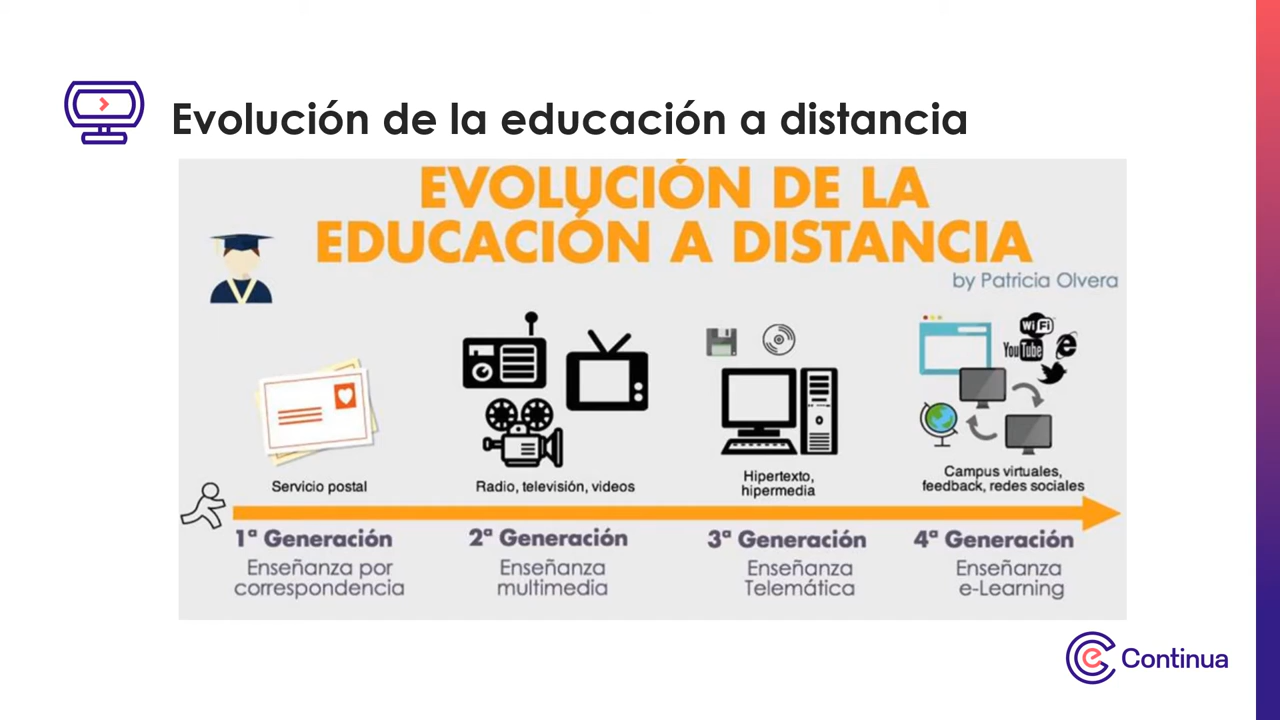 Evolución de la educación a distancia
EVOLUCIÓN DE LA
EDUCACIÓN A DISTANCIA
by Patricia Olvera
WiFi
YouTube
Servicio postal
Radio, televisión, videos
Hipertexto,
hipermedia
Campus virtuales,
feedback, redes sociales
1ª Generación
2ª Generación
3ª Generación
4ª Generación
Enseñanza por
correspondencia
Enseñanza
multimedia
Enseñanza
Telemática
Enseñanza
e-Learning
Continua